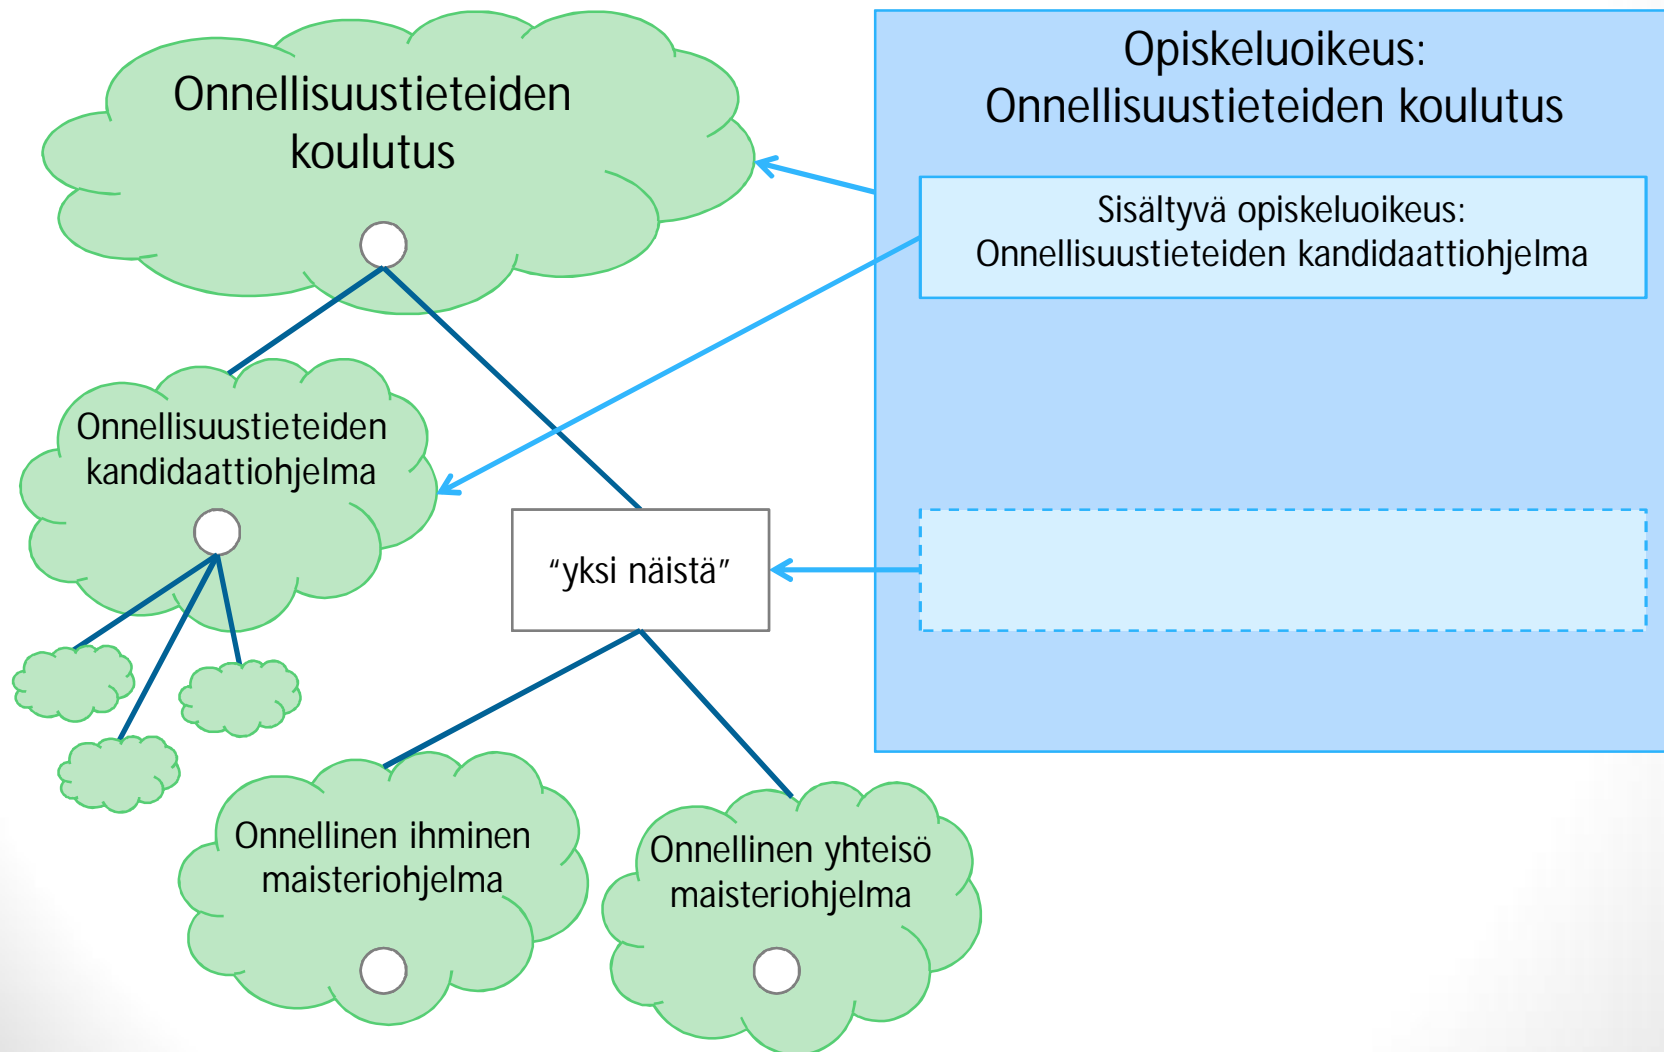 Onnellisuustieteiden
koulutus
Opiskeluoikeus:
Onnellisuustieteiden koulutus
Sisältyvä opiskeluoikeus:
Onnellisuustieteiden kandidaattiohjelma
Onnellisuustieteiden
kandidaattiohjelma
“yksi näistä”
Onnellinen ihminen
maisteriohjelma
Onnellinen yhteisö
maisteriohjelma